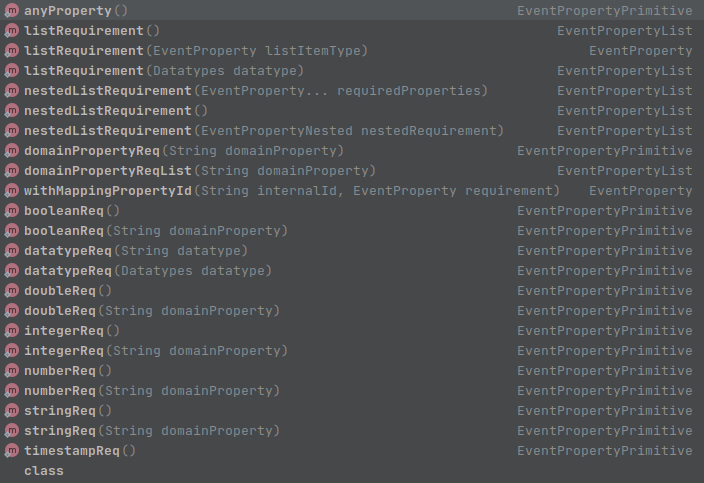 anyProperty() EventPropertyPrimitive
listRequirement() EventPropertyList
listRequirement(EventProperty listItemType) EventProperty
listRequirement(Datatypes datatype) EventPropertyList
nestedListRequirement(EventProperty... requiredProperties) EventPropertyList
nestedListRequirement() EventPropertyList
nestedListRequirement(EventPropertyNested nestedRequirement) EventPropertyList
domainPropertyReq(String domainProperty) EventPropertyPrimitive
domainPropertyReqList(String domainProperty) EventPropertyList
withMappingPropertyId(String internalId, EventProperty requirement) EventProperty
booleanReq() EventPropertyPrimitive
booleanReq(String domainProperty) EventPropertyPrimitive
datatypeReq(String datatype) EventPropertyPrimitive
datatypeReq(Datatypes datatype) EventPropertyPrimitive
doubleReq() EventPropertyPrimitive
doubleReq(String domainProperty) EventPropertyPrimitive
integerReq() EventPropertyPrimitive
integerReq(String domainProperty) EventPropertyPrimitive
numberReq() EventPropertyPrimitive
numberReq(String domainProperty) EventPropertyPrimitive
stringReq() EventPropertyPrimitive
stringReq(String domainProperty) EventPropertyPrimitive
timestampReq() EventPropertyPrimitive
class